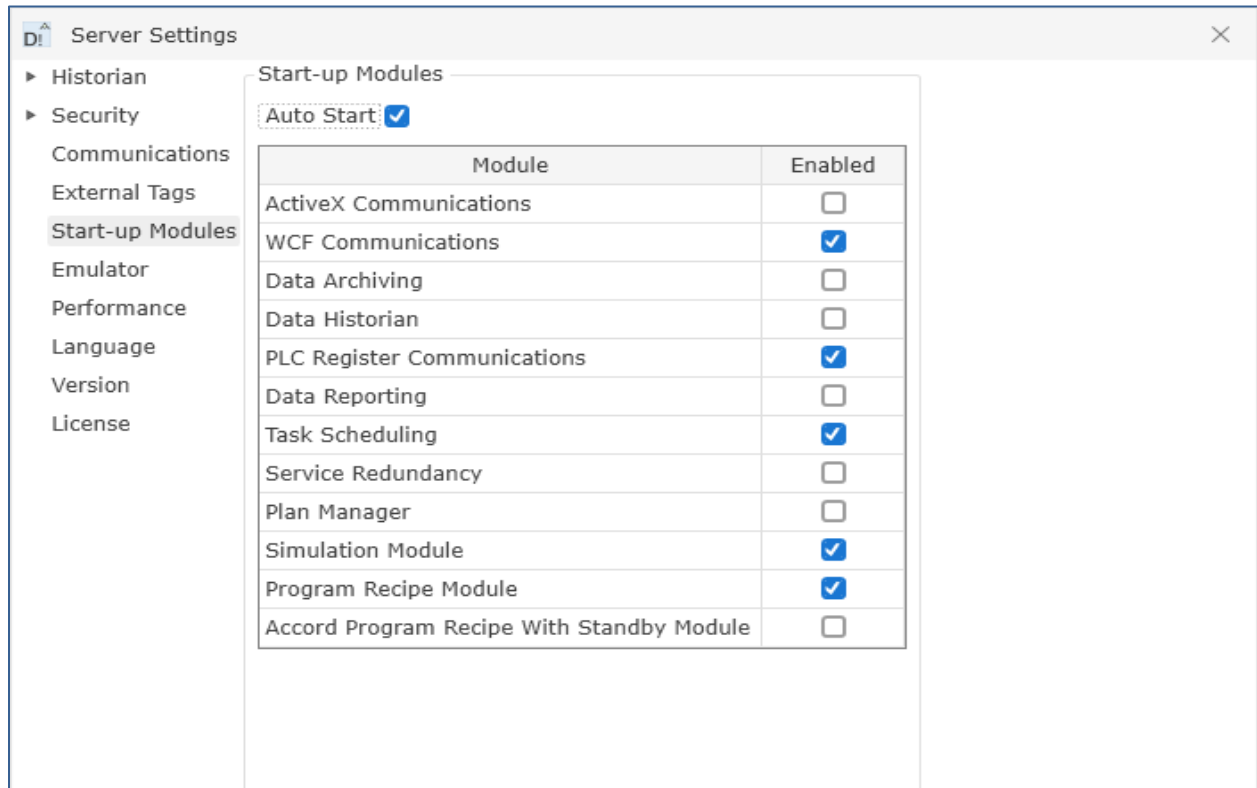 D! Server Settings
Historian
Security
Communications
External Tags
Start-up Modules
Emulator
Performance
Language
Version
License
Start-up Modules
Auto Start
Module Enabled
ActiveX Communications
WCF Communications
Data Archiving
Data Historian
PLC Register Communications
Data Reporting
Task Scheduling
Service Redundancy
Plan Manager
Simulation Module
Program Recipe Module
Accord Program Recipe With Standby Module